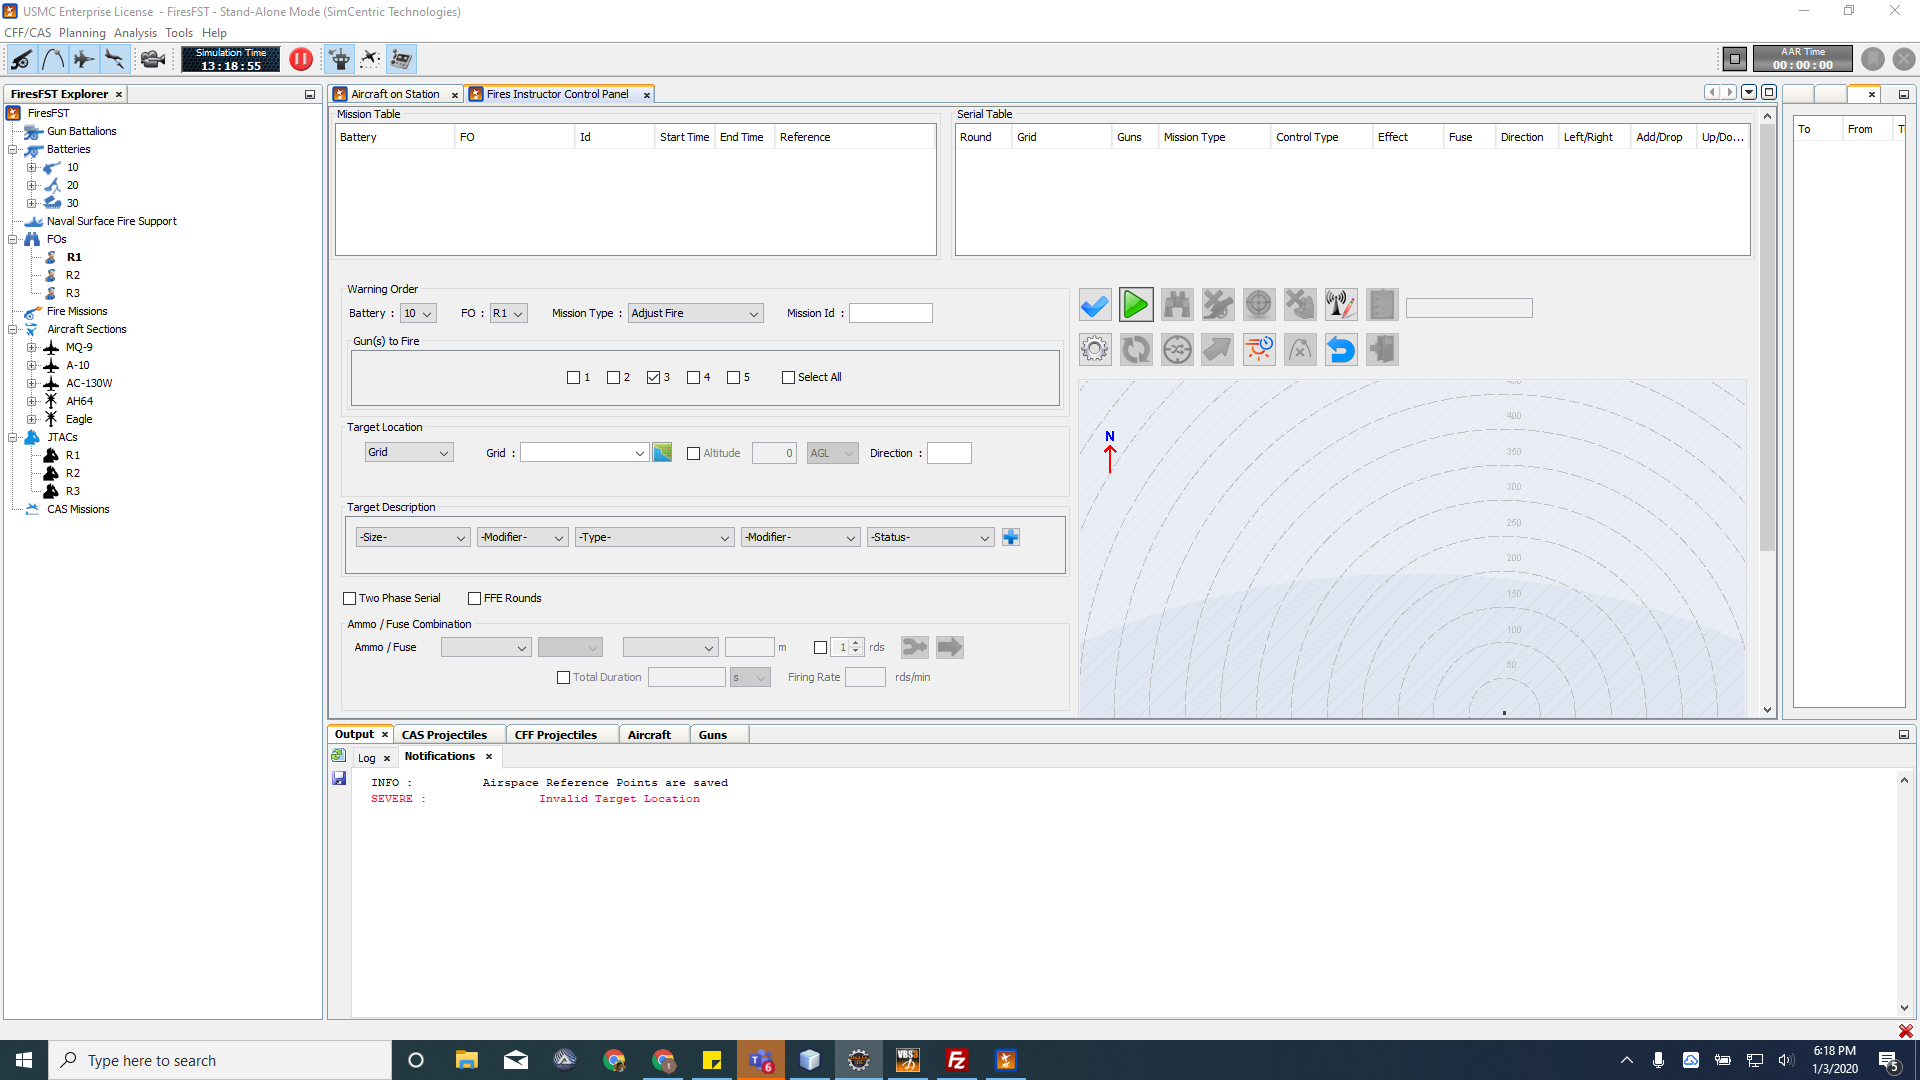 USMC Enterprise License - FiresFST - Stand-Alone Mode (SimCentric Technologies)
CFF/CAS Planning Analysis Tools Help
Simulation Time
13:18:55
AAR Time
00:00:00
FiresFST Explorer
FiresFST
Gun Battalions
Batteries
10
20
30
Naval Surface Fire Support
FOs
R1
R2
R3
Fire Missions
Aircraft Sections
MQ-9
A-10
AC-130W
AH64
Eagle
JTACs
R1
R2
R3
CAS Missions
Aircraft on Station Fires Instructor Control Panel
Mission Table
Battery FO Id Start Time End Time Reference
Serial Table
Round Grid Guns Mission Type Control Type Effect Fuse Direction Left/Right Add/Drop Up/Do...
To From
Warning Order
Battery : 10 FO : R1 Mission Type : Adjust Fire Mission Id :
Gun(s) to Fire
1 2 3 4 5 Select All
Target Location
Grid Grid : Altitude 0 AGL Direction :
Target Description
-Size- -Modifier- -Type- -Modifier- -Status-
Two Phase Serial FFE Rounds
Ammo / Fuse Combination
Ammo / Fuse m 1 rds
Total Duration s Firing Rate rds/min
N
400
350
300
250
200
150
100
50
Output CAS Projectiles CFF Projectiles Aircraft Guns
Log Notifications
INFO : Airspace Reference Points are saved
SEVERE : Invalid Target Location
Type here to search
VBS3
6
6:18 PM
1/3/2020
5